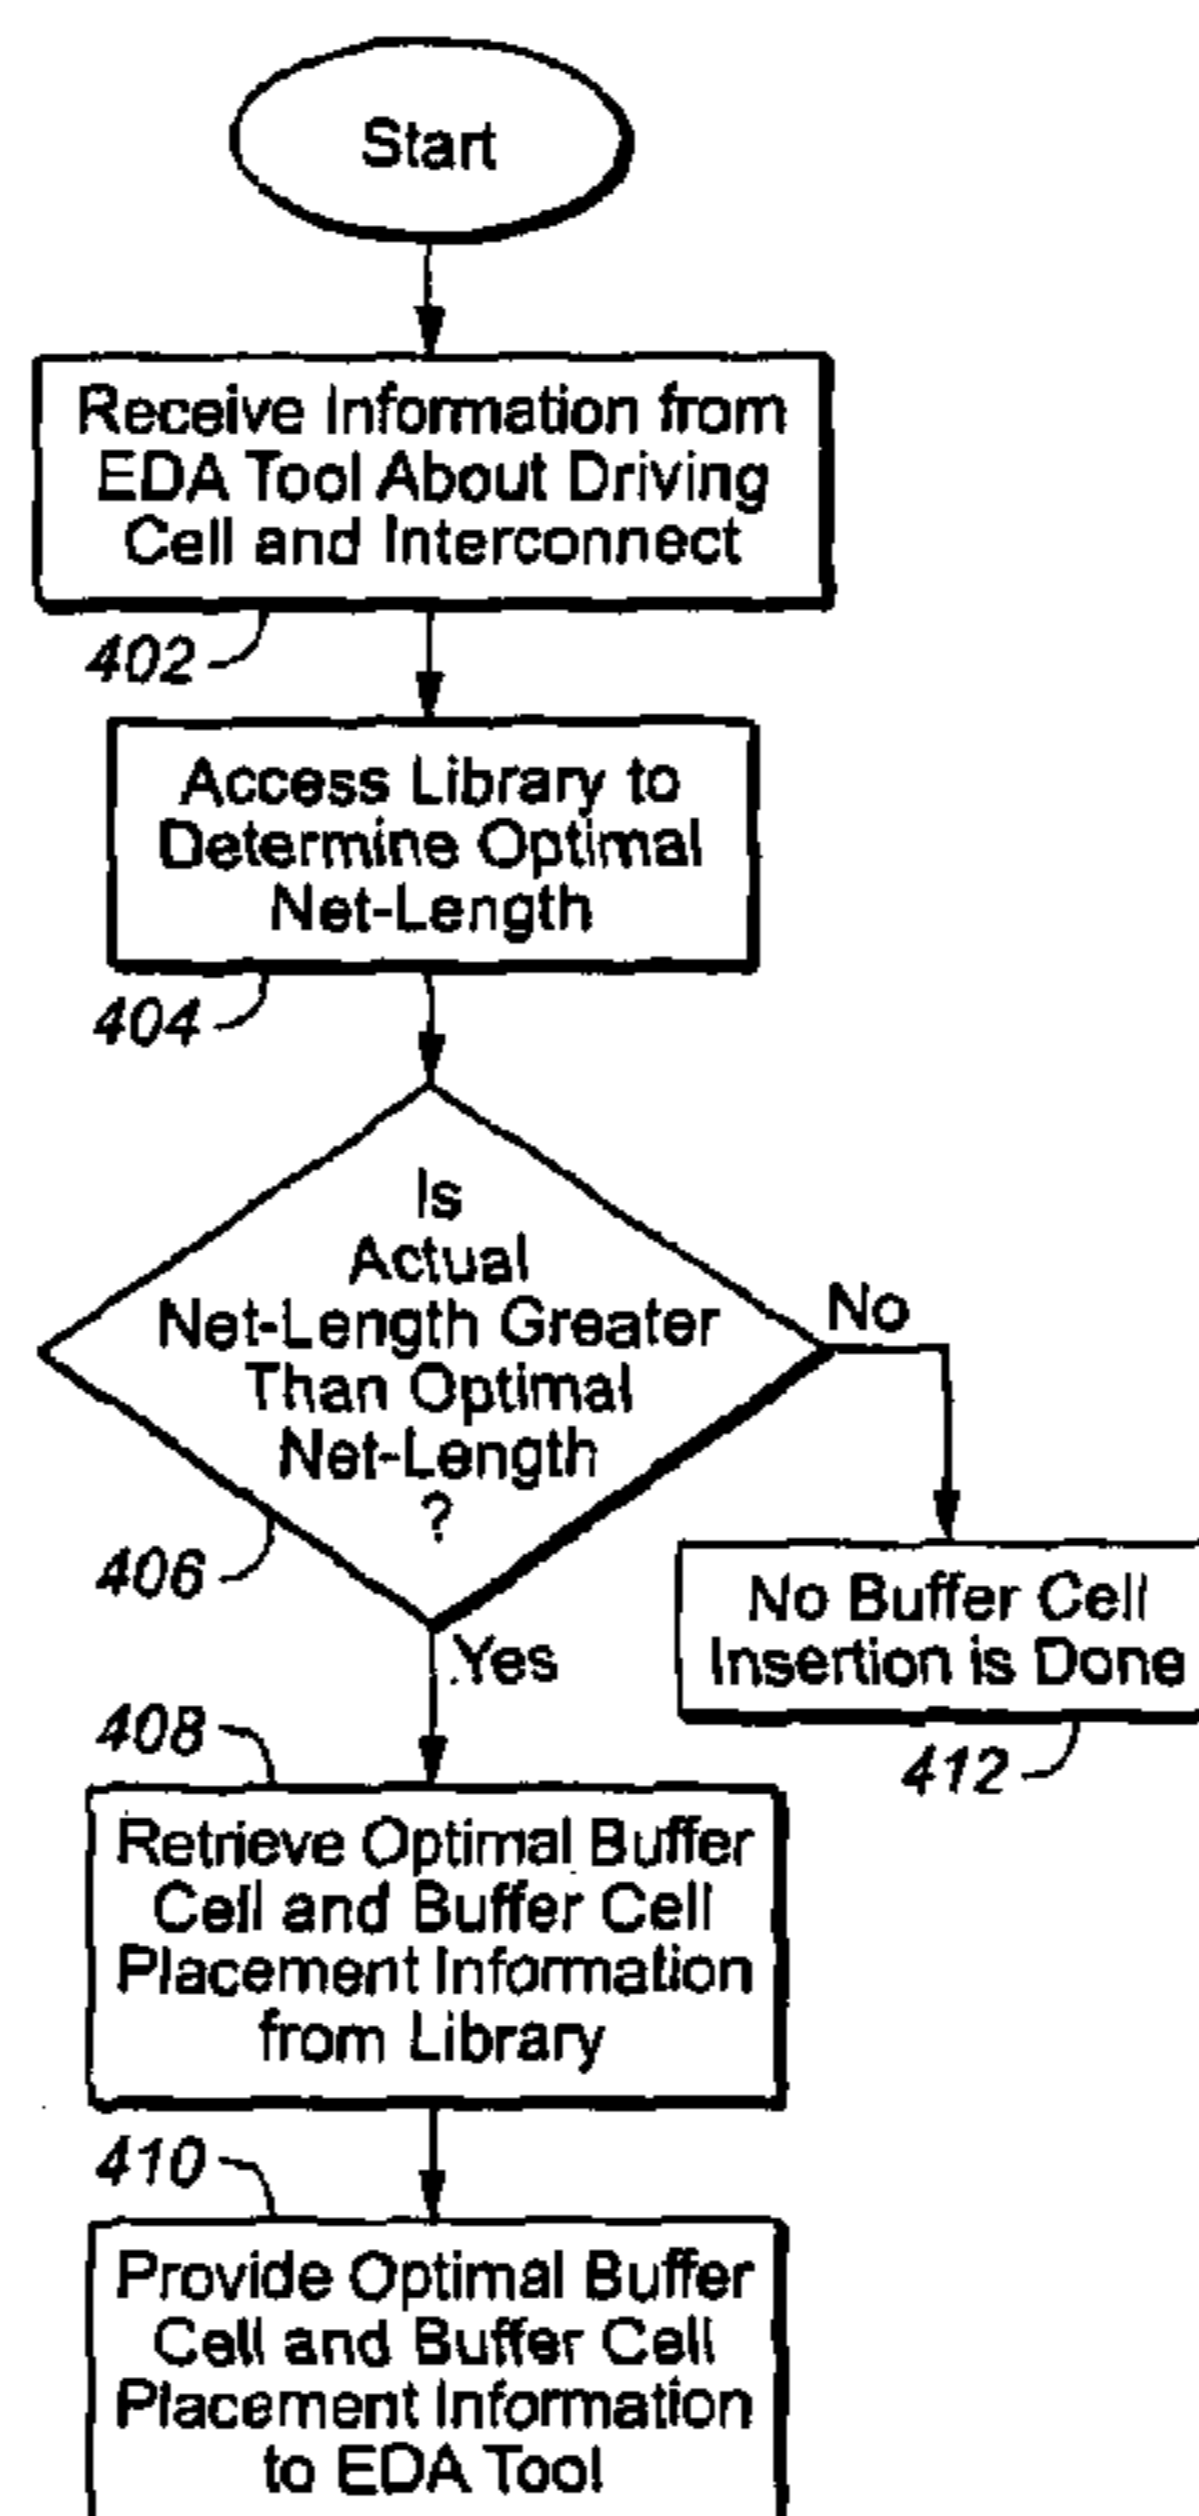 Start
Receive Information from
EDA Tool About Driving
Cell and Interconnect
402
Access Library to
Determine Optimal
Net-Length
404
Is
Actual
Net-Length Greater
Than Optimal
Net-Length
?
406
No
Yes
No Buffer Cell
Insertion is Done
412
408
Retrieve Optimal Buffer
Cell and Buffer Cell
Placement Information
from Library
410
Provide Optimal Buffer
Cell and Buffer Cell
Placement Information
to EDA Tool